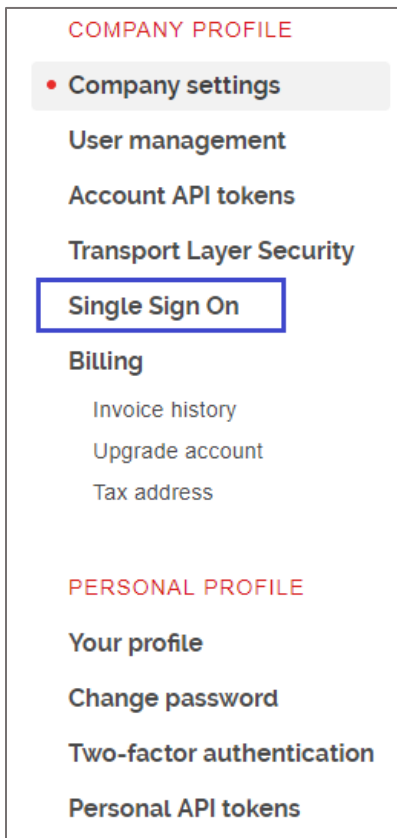 COMPANY PROFILE
Company settings
User management
Account API tokens
Transport Layer Security
Single Sign On
Billing
Invoice history
Upgrade account
Tax address
PERSONAL PROFILE
Your profile
Change password
Two-factor authentication
Personal API tokens